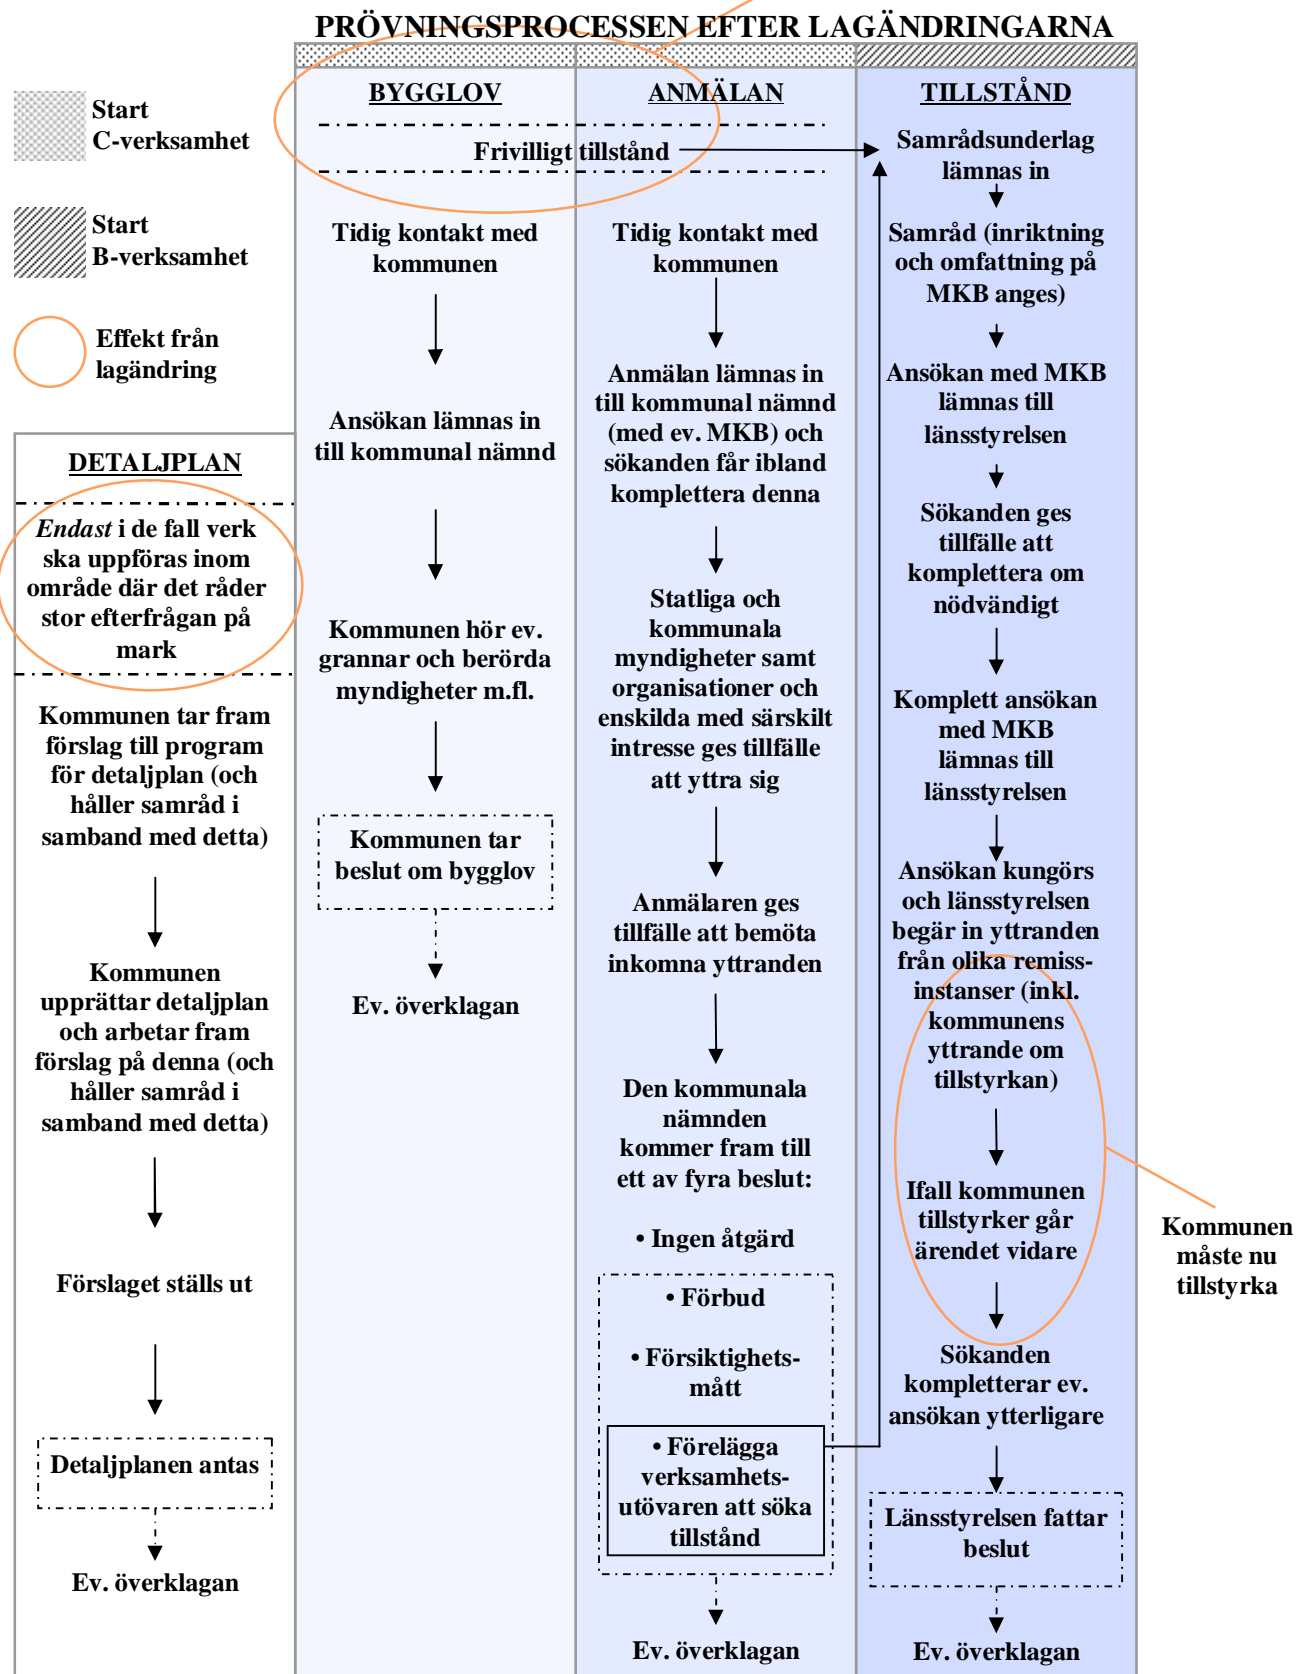 PRÖVNINGSPROCESSEN EFTER LAGÄNDRINGARNA
Start
C-verksamhet
Start
B-verksamhet
Effekt från
lagändring
DETALJPLAN
Endast i de fall verk
ska uppföras inom
område där det råder
stor efterfrågan på
mark
Kommunen tar fram
förslag till program
för detaljplan (och
håller samråd i
samband med detta)
Kommunen
upprättar detaljplan
och arbetar fram
förslag på denna (och
håller samråd i
samband med detta)
Förslaget ställs ut
Detaljplanen antas
Ev. överklagan
BYGGLOV
Frivilligt tillstånd
Tidig kontakt med
kommunen
Ansökan lämnas in
till kommunal nämnd
Kommunen hör ev.
grannar och berörda
myndigheter m.fl.
Kommunen tar
beslut om bygglov
Ev. överklagan
ANMÄLAN
Tidig kontakt med
kommunen
Anmälan lämnas in
till kommunal nämnd
(med ev. MKB) och
sökanden får ibland
komplettera denna
Statliga och
kommunala
myndigheter samt
organisationer och
enskilda med särskilt
intresse ges tillfälle
att yttra sig
Anmälaren ges
tillfälle att bemöta
inkomna yttranden
Den kommunala
nämnden
kommer fram till
ett av fyra beslut:
• Ingen åtgärd
• Förbud
• Försiktighets-
mått
• Förelägga
verksamhets-
utövaren att söka
tillstånd
Ev. överklagan
TILLSTÅND
Samrådsunderlag
lämnas in
Samråd (inriktning
och omfattning på
MKB anges)
Ansökan med MKB
lämnas till
länsstyrelsen
Sökanden ges
tillfälle att
komplettera om
nödvändigt
Komplett ansökan
med MKB
lämnas till
länsstyrelsen
Ansökan kungörs
och länsstyrelsen
begär in yttranden
från olika remiss-
instanser (inkl.
kommunens
yttrande om
tillstyrkan)
Ifall kommunen
tillstyrker går
ärendet vidare
Sökanden
kompletterar ev.
ansökan ytterligare
Länsstyrelsen fattar
beslut
Ev. överklagan
Kommunen
måste nu
tillstyrka